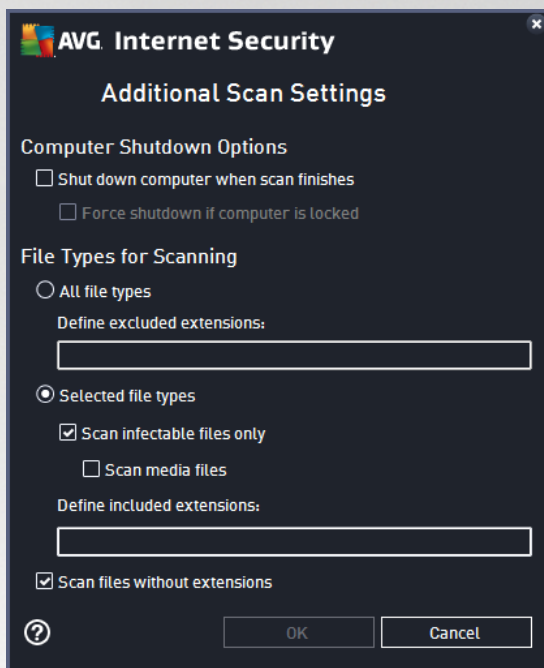 AVG. Internet Security
Additional Scan Settings
Computer Shutdown Options
Shut down computer when scan finishes
Force shutdown if computer is locked
File Types for Scanning
All file types
Define excluded extensions:
Selected file types
Scan infectable files only
Scan media files
Define included extensions:
Scan files without extensions
? OK Cancel